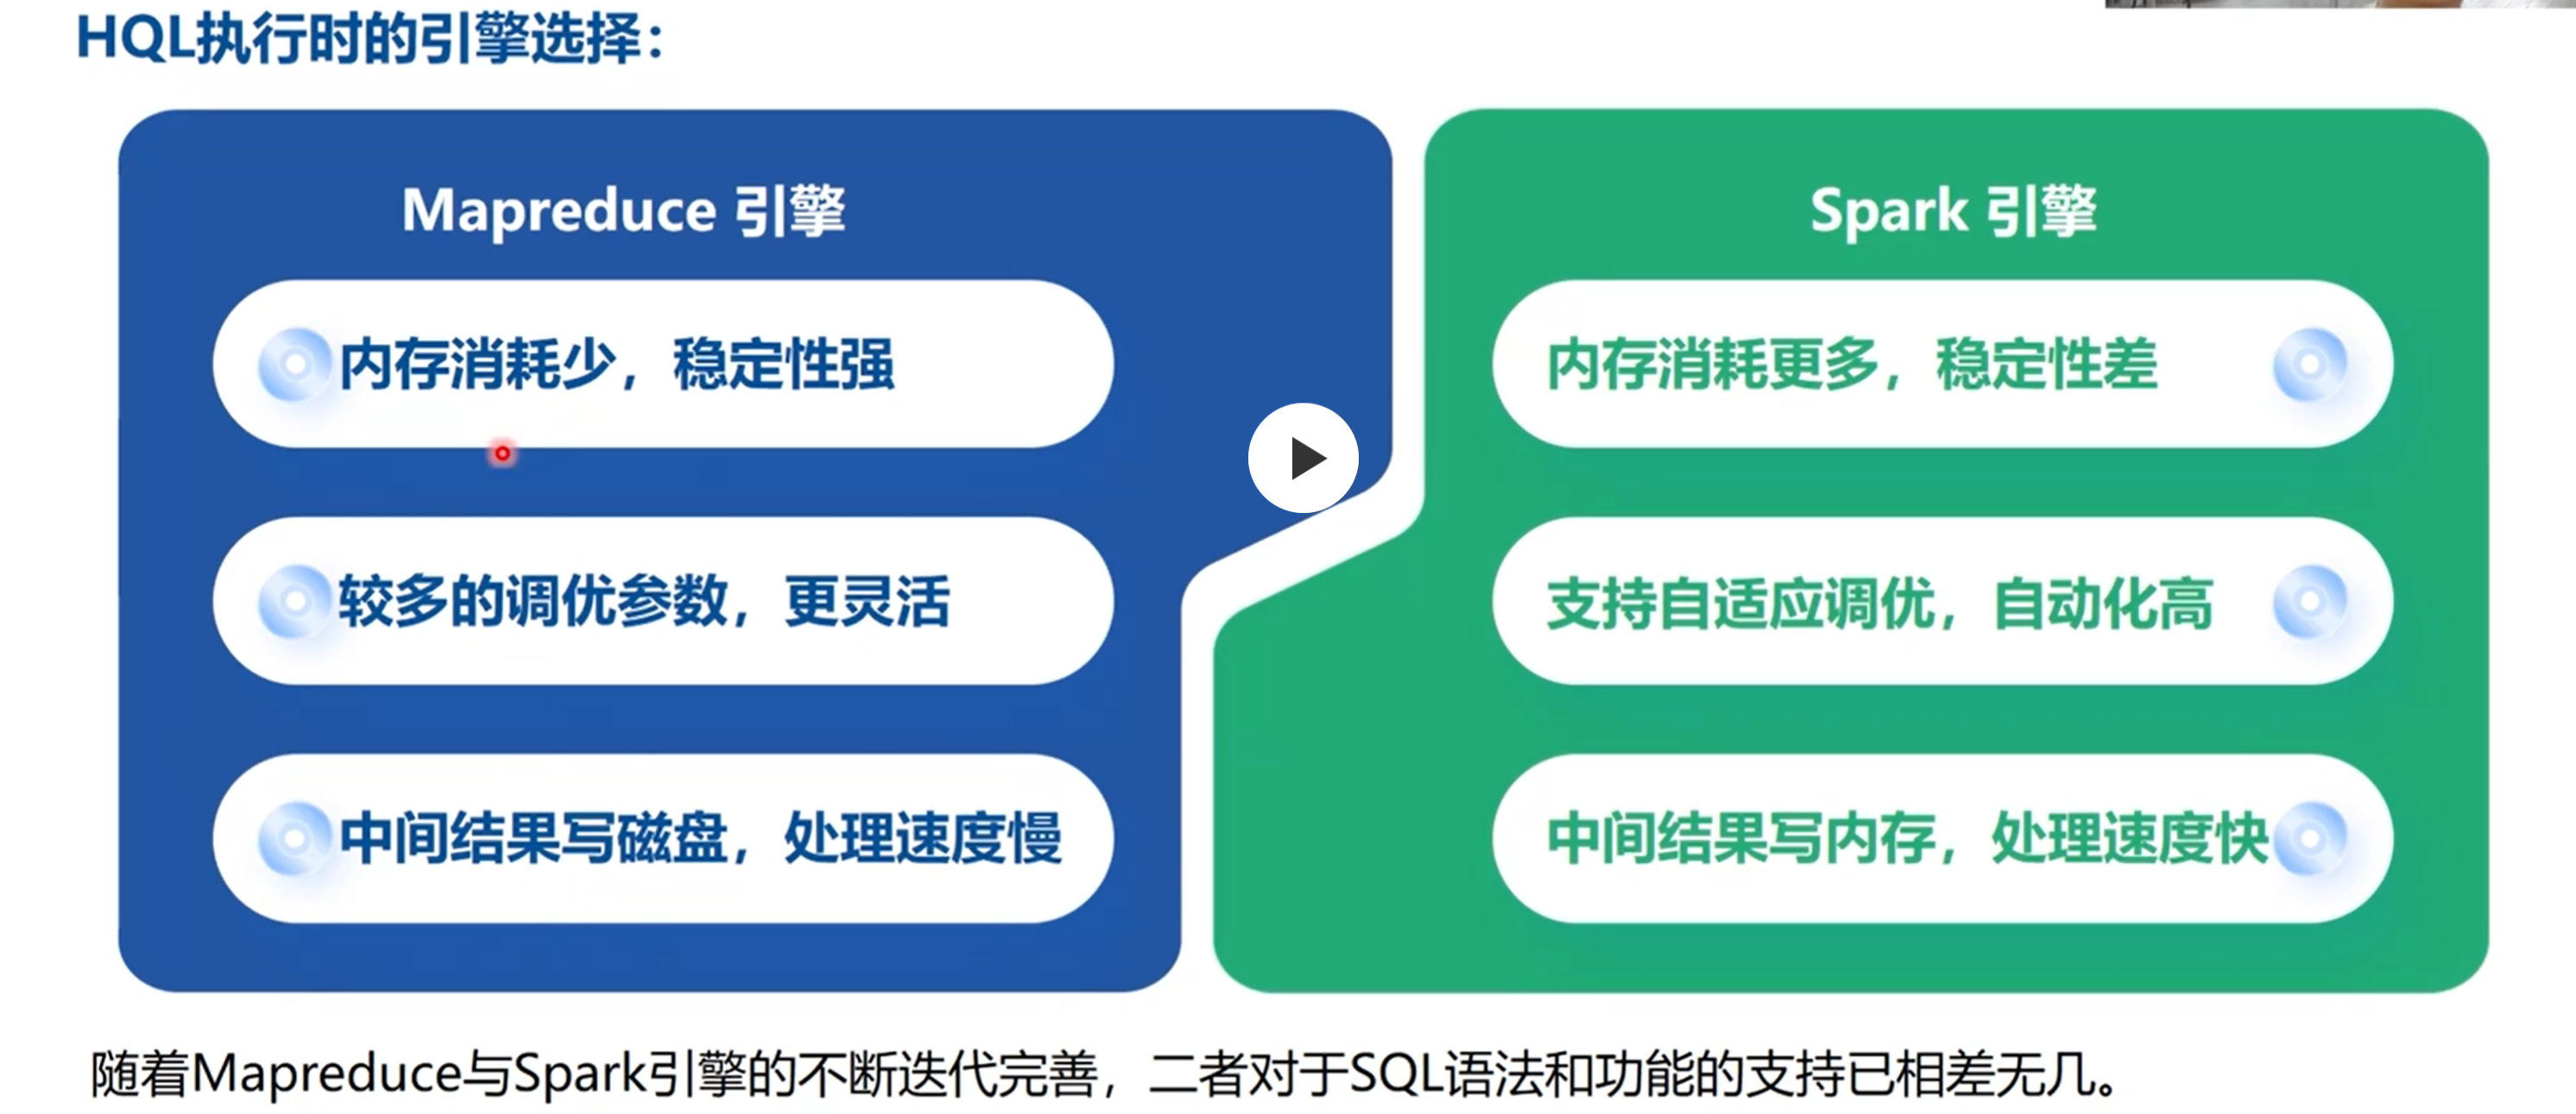 HQL执行时的引擎选择：
Mapreduce 引擎
内存消耗少，稳定性强
较多的调优参数，更灵活
中间结果写磁盘，处理速度慢
Spark 引擎
内存消耗更多，稳定性差
支持自适应调优，自动化高
中间结果写内存，处理速度快
随着Mapreduce与Spark引擎的不断迭代完善，二者对于SQL语法和功能的支持已相差无几。